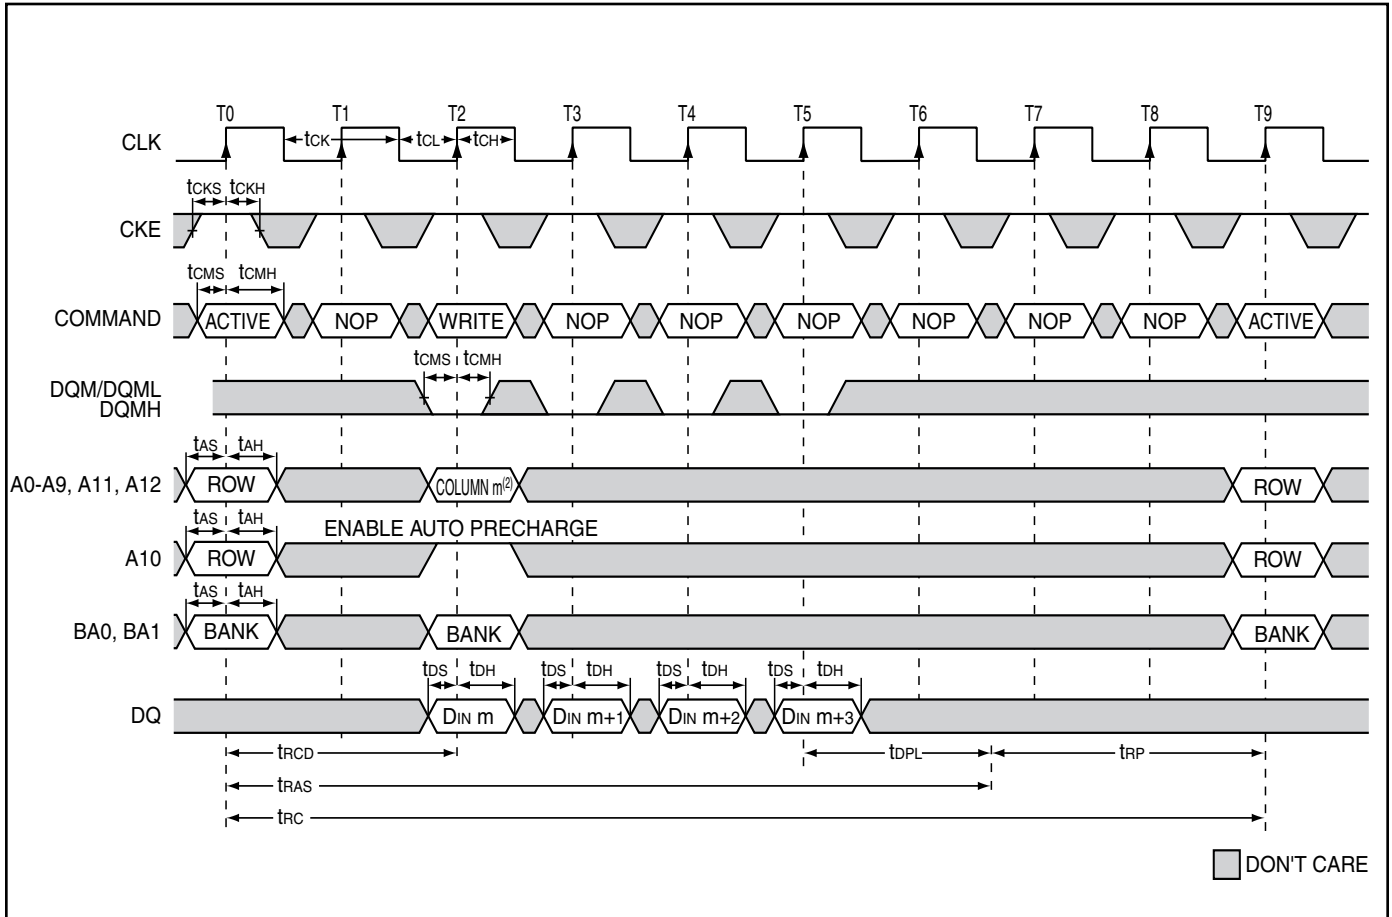 T0 T1 T2 T3 T4 T5 T6 T7 T8 T9
CLK tCK tCL tCH
tCKS tCKH
CKE
tCMS tCMH
COMMAND ACTIVE NOP WRITE NOP NOP NOP NOP NOP NOP ACTIVE
tCMS tCMH
DQM/DQML
DQMH
tAS tAH
A0-A9, A11, A12 ROW COLUMN m(2) ROW
tAS tAH ENABLE AUTO PRECHARGE
A10 ROW ROW
tAS tAH
BA0, BA1 BANK BANK BANK
tDS tDH tDS tDH tDS tDH tDS tDH
DQ DIN m DIN m+1 DIN m+2 DIN m+3
tRCD tDPL tRP
tRAS
tRC
DON'T CARE